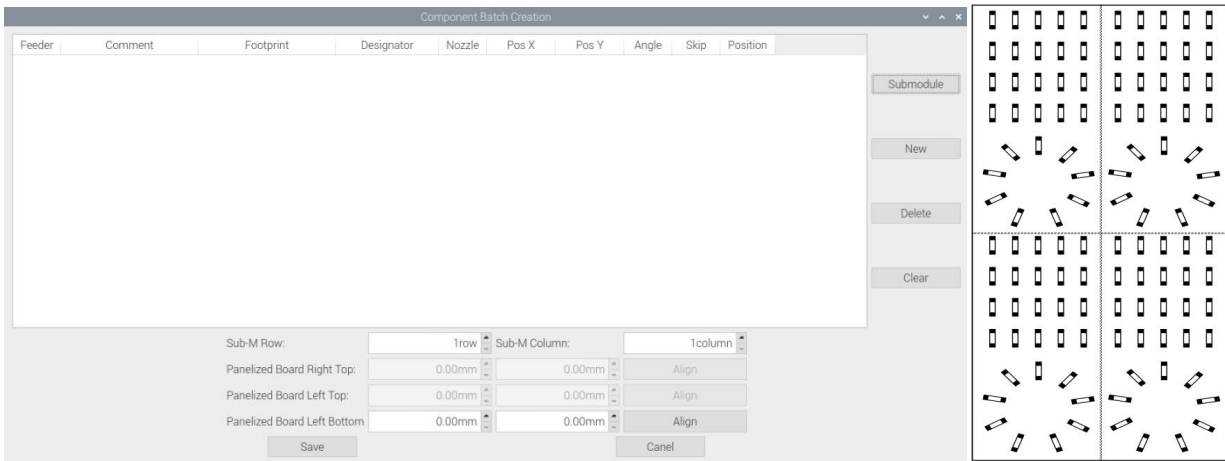 Component Batch Creation
Feeder Comment Footprint Designator Nozzle Pos X Pos Y Angle Skip Position
Submodule
New
Delete
Clear
Sub-M Row: 1row Sub-M Column: 1column
Panelized Board Right Top: 0.00mm 0.00mm Align
Panelized Board Left Top: 0.00mm 0.00mm Align
Panelized Board Left Bottom 0.00mm 0.00mm Align
Save Canel